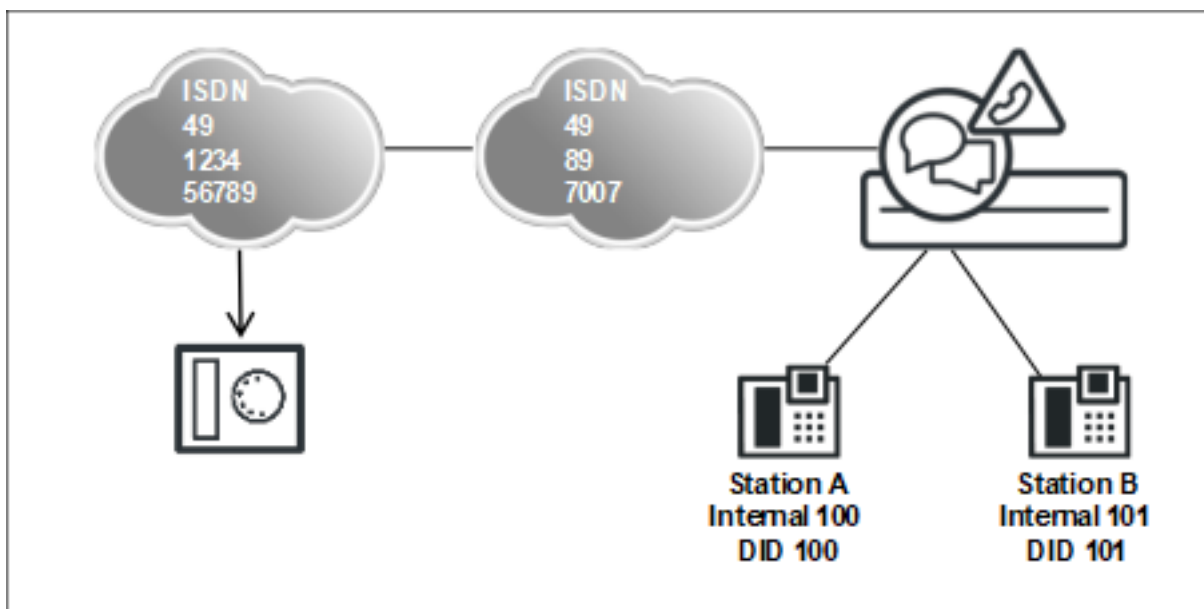 ISDN
49
1234
56789
ISDN
49
89
7007
Station A
Internal 100
DID 100
Station B
Internal 101
DID 101